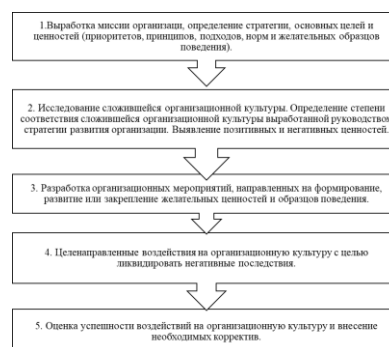 1.Выработка миссии организаци, определение стратегии, основных целей и
ценностей (приоритетов, принципов, подходов, норм и желательных образцов
поведения).
2. Исследование сложившейся организационной культуры. Определение степени
соответствия сложившейся организационной культуры выработанной руководством
стратегии развития организации. Выявление позитивных и негативных ценностей.
3. Разработка организационных мероприятий, направленных на формирование,
развитие или закрепление желательных ценностей и образцов поведения.
4. Целенаправленные воздействия на организационную культуру с целью
ликвидировать негативные последствия.
5. Оценка успешности воздействий на организационную культуру и внесение
необходимых корректив.